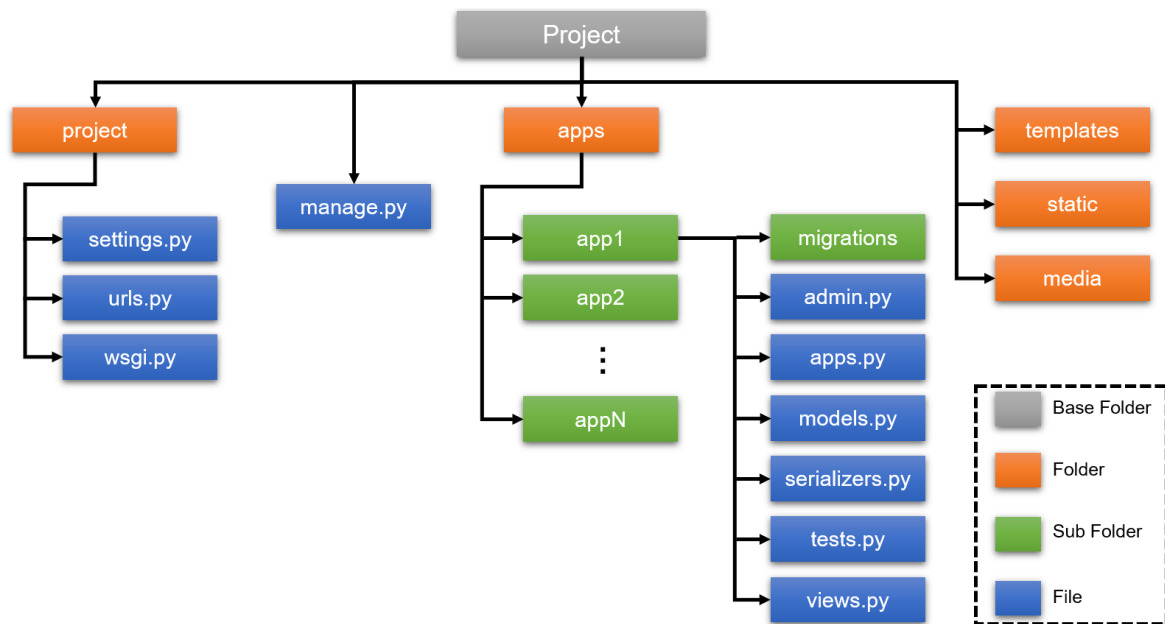 Project
project
apps
templates
manage.py
static
settings.py
app1
migrations
media
urls.py
app2
admin.py
wsgi.py
apps.py
appN
models.py
serializers.py
tests.py
views.py
Base Folder
Folder
Sub Folder
File